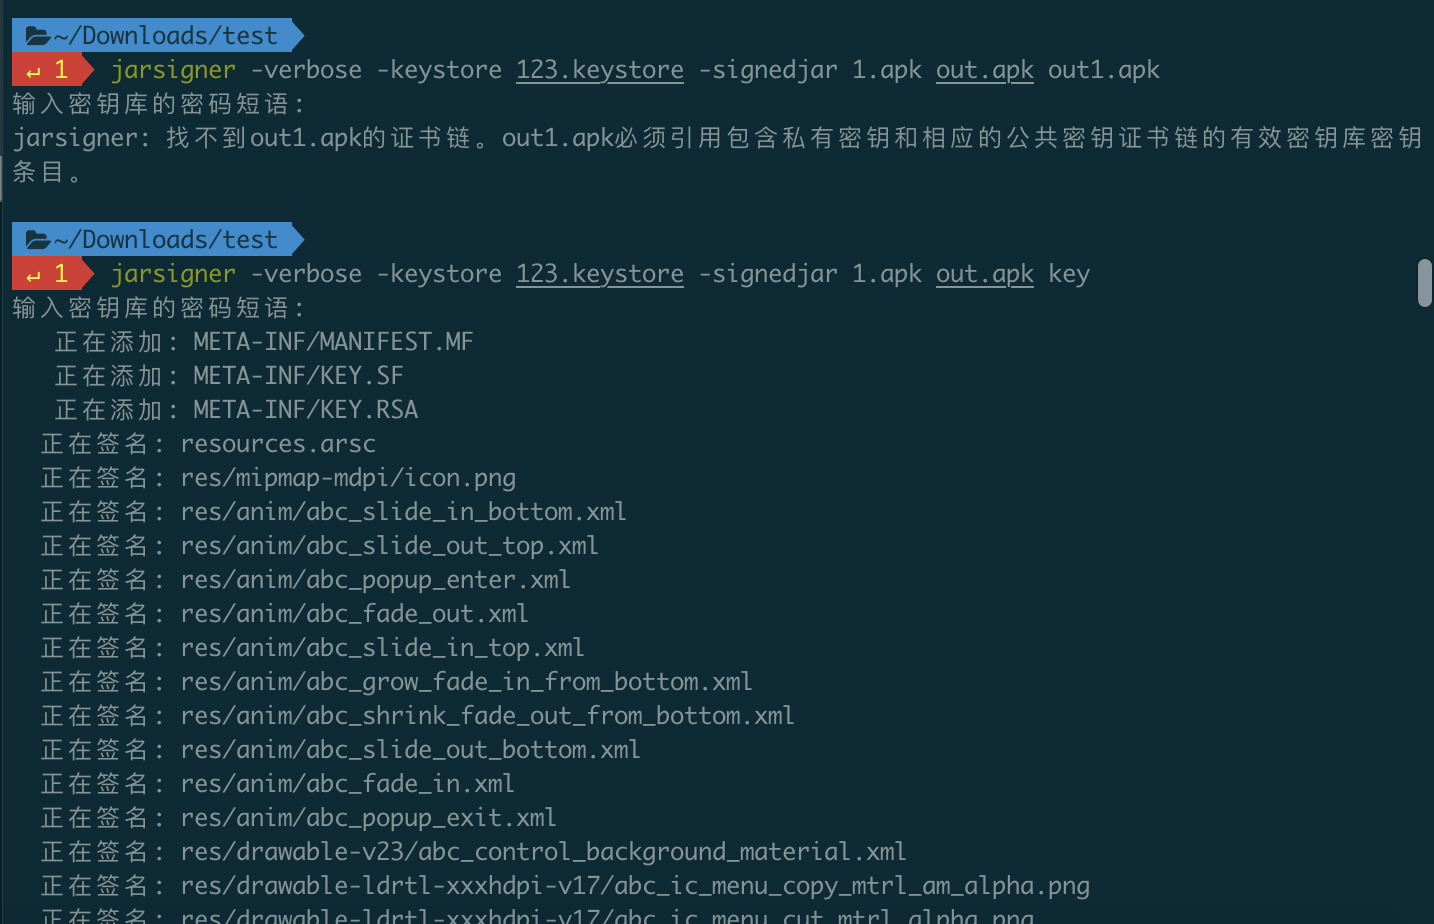 ~/Downloads/test
↵ 1 jarsigner -verbose -keystore 123.keystore -signedjar 1.apk out.apk out1.apk
输入密钥库的密码短语:
jarsigner: 找不到out1.apk的证书链。out1.apk必须引用包含私有密钥和相应的公共密钥证书链的有效密钥库密钥
条目。
~/Downloads/test
↵ 1 jarsigner -verbose -keystore 123.keystore -signedjar 1.apk out.apk key
输入密钥库的密码短语:
正在添加: META-INF/MANIFEST.MF
正在添加: META-INF/KEY.SF
正在添加: META-INF/KEY.RSA
正在签名: resources.arsc
正在签名: res/mipmap-mdpi/icon.png
正在签名: res/anim/abc_slide_in_bottom.xml
正在签名: res/anim/abc_slide_out_top.xml
正在签名: res/anim/abc_popup_enter.xml
正在签名: res/anim/abc_fade_out.xml
正在签名: res/anim/abc_slide_in_top.xml
正在签名: res/anim/abc_grow_fade_in_from_bottom.xml
正在签名: res/anim/abc_shrink_fade_out_from_bottom.xml
正在签名: res/anim/abc_slide_out_bottom.xml
正在签名: res/anim/abc_fade_in.xml
正在签名: res/anim/abc_popup_exit.xml
正在签名: res/drawable-v23/abc_control_background_material.xml
正在签名: res/drawable-ldrtl-xxxhdpi-v17/abc_ic_menu_copy_mtrl_am_alpha.png
正在签名: res/drawable-ldrtl-xxxhdpi-v17/abc_ic_menu_cut_mtrl_alpha.png